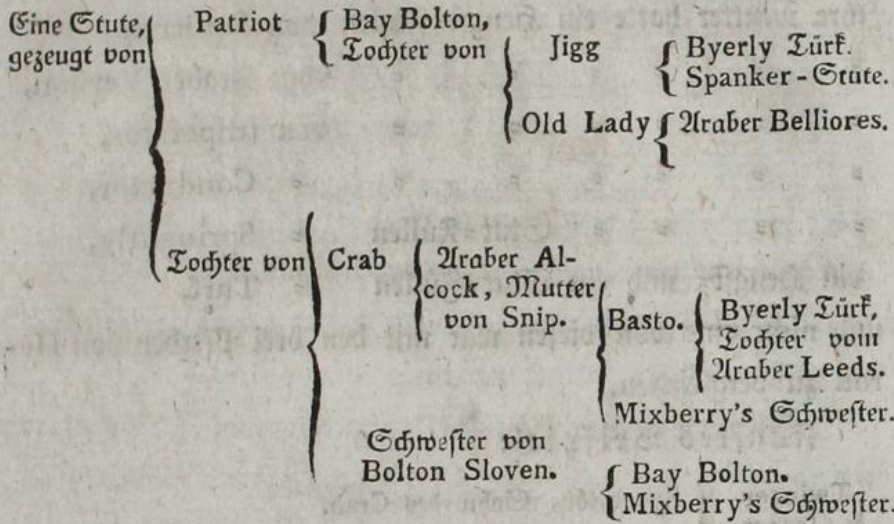 Eine Stute, Patriot Bay Bolton,
gezeugt von Tochter von Jigg Byerly Türk.
Spanker-Stute.
Old Lady Araber Belliores.
Tochter von Crab Araber Al-
cock, Mutter
von Snip. Basto. Byerly Türk,
Tochter vom
Araber Leeds.
Mixberry's Schwester.
Schwester von
Bolton Sloven. Bay Bolton.
Mixberry's Schwester.